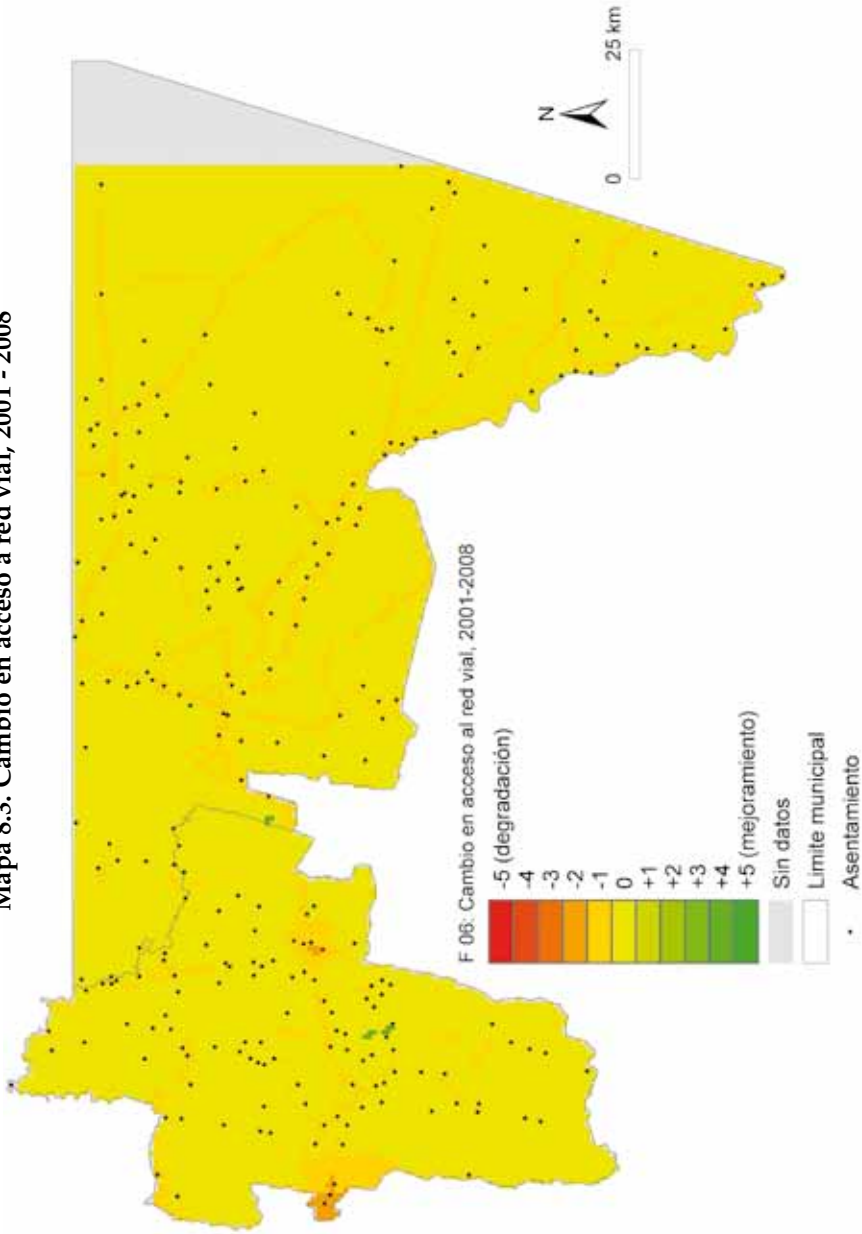 Mapa 8.3. Cambio en acceso a red vial, 2001 - 2008
N
0 25 km
F 06: Cambio en acceso al red vial, 2001-2008
-5 (degradación)
-4
-3
-2
-1
0
+1
+2
+3
+4
+5 (mejoramiento)
Sin datos
Limite municipal
Asentamiento